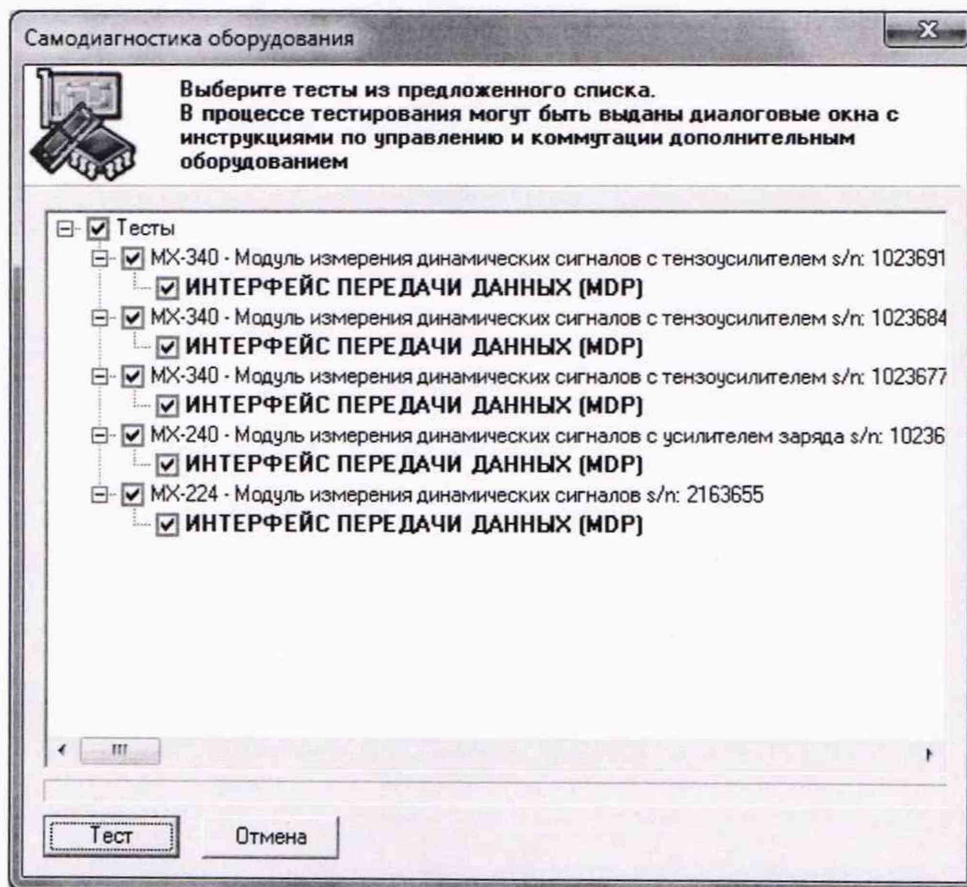 Самодиагностика оборудования
Выберите тесты из предложенного списка.
В процессе тестирования могут быть выданы диалоговые окна с
инструкциями по управлению и коммутации дополнительным
оборудованием
Тесты
MX-340 - Модуль измерения динамических сигналов с тензоусилителем s/n: 1023691
ИНТЕРФЕЙС ПЕРЕДАЧИ ДАННЫХ (MDP)
MX-340 - Модуль измерения динамических сигналов с тензоусилителем s/n: 1023684
ИНТЕРФЕЙС ПЕРЕДАЧИ ДАННЫХ (MDP)
MX-340 - Модуль измерения динамических сигналов с тензоусилителем s/n: 1023677
ИНТЕРФЕЙС ПЕРЕДАЧИ ДАННЫХ (MDP)
MX-240 - Модуль измерения динамических сигналов с усилителем заряда s/n: 10236
ИНТЕРФЕЙС ПЕРЕДАЧИ ДАННЫХ (MDP)
MX-224 - Модуль измерения динамических сигналов s/n: 2163655
ИНТЕРФЕЙС ПЕРЕДАЧИ ДАННЫХ (MDP)
Тест Отмена